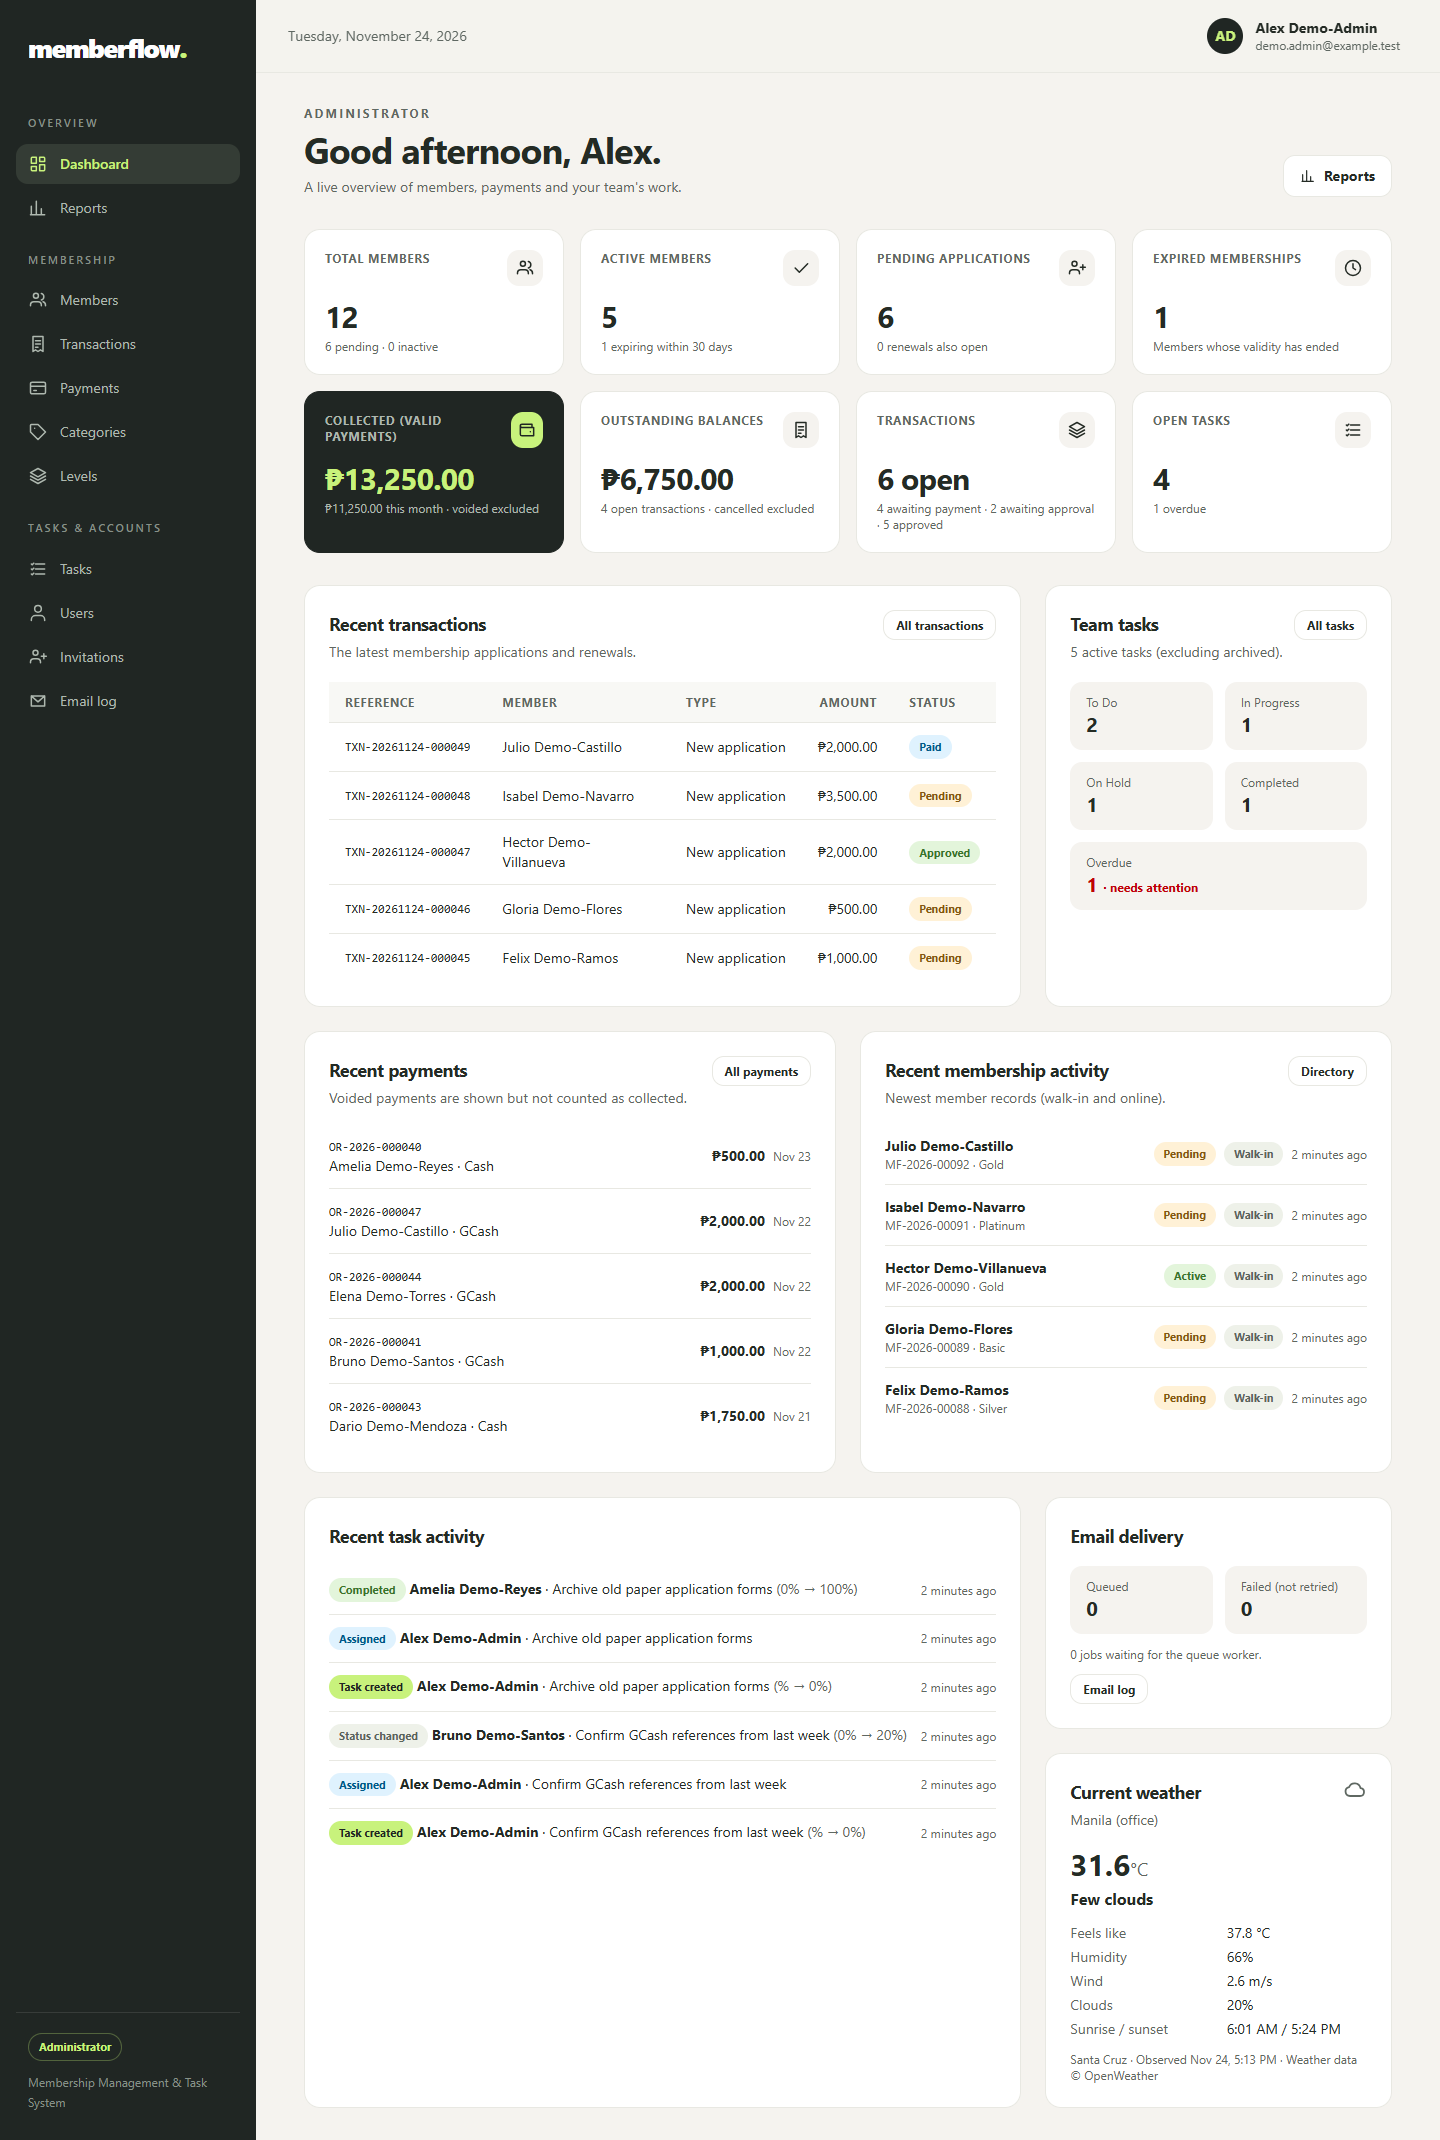 memberflow.
OVERVIEW
Dashboard
Reports
MEMBERSHIP
Members
Transactions
Payments
Categories
Levels
TASKS & ACCOUNTS
Tasks
Users
Invitations
Email log
Administrator
Membership Management & Task
System
Tuesday, November 24, 2026
AD
Alex Demo-Admin
demo.admin@example.test
ADMINISTRATOR
Good afternoon, Alex.
A live overview of members, payments and your team's work.
Reports
TOTAL MEMBERS
12
6 pending · 0 inactive
ACTIVE MEMBERS
5
1 expiring within 30 days
PENDING APPLICATIONS
6
0 renewals also open
EXPIRED MEMBERSHIPS
1
Members whose validity has ended
COLLECTED (VALID
PAYMENTS)
₱13,250.00
₱11,250.00 this month · voided excluded
OUTSTANDING BALANCES
₱6,750.00
4 open transactions · cancelled excluded
TRANSACTIONS
6 open
4 awaiting payment · 2 awaiting approval
· 5 approved
OPEN TASKS
4
1 overdue
Recent transactions
All transactions
The latest membership applications and renewals.
REFERENCE MEMBER TYPE AMOUNT STATUS
TXN-20261124-000049 Julio Demo-Castillo New application ₱2,000.00 Paid
TXN-20261124-000048 Isabel Demo-Navarro New application ₱3,500.00 Pending
TXN-20261124-000047 Hector Demo-
Villanueva New application ₱2,000.00 Approved
TXN-20261124-000046 Gloria Demo-Flores New application ₱500.00 Pending
TXN-20261124-000045 Felix Demo-Ramos New application ₱1,000.00 Pending
Team tasks
All tasks
5 active tasks (excluding archived).
To Do
2
In Progress
1
On Hold
1
Completed
1
Overdue
1 · needs attention
Recent payments
All payments
Voided payments are shown but not counted as collected.
OR-2026-000040
Amelia Demo-Reyes · Cash
₱500.00 Nov 23
OR-2026-000047
Julio Demo-Castillo · GCash
₱2,000.00 Nov 22
OR-2026-000044
Elena Demo-Torres · GCash
₱2,000.00 Nov 22
OR-2026-000041
Bruno Demo-Santos · GCash
₱1,000.00 Nov 22
OR-2026-000043
Dario Demo-Mendoza · Cash
₱1,750.00 Nov 21
Recent membership activity
Directory
Newest member records (walk-in and online).
Julio Demo-Castillo
MF-2026-00092 · Gold
Pending Walk-in 2 minutes ago
Isabel Demo-Navarro
MF-2026-00091 · Platinum
Pending Walk-in 2 minutes ago
Hector Demo-Villanueva
MF-2026-00090 · Gold
Active Walk-in 2 minutes ago
Gloria Demo-Flores
MF-2026-00089 · Basic
Pending Walk-in 2 minutes ago
Felix Demo-Ramos
MF-2026-00088 · Silver
Pending Walk-in 2 minutes ago
Recent task activity
Completed Amelia Demo-Reyes · Archive old paper application forms (0% → 100%) 2 minutes ago
Assigned Alex Demo-Admin · Archive old paper application forms 2 minutes ago
Task created Alex Demo-Admin · Archive old paper application forms (% → 0%) 2 minutes ago
Status changed Bruno Demo-Santos · Confirm GCash references from last week (0% → 20%) 2 minutes ago
Assigned Alex Demo-Admin · Confirm GCash references from last week 2 minutes ago
Task created Alex Demo-Admin · Confirm GCash references from last week (% → 0%) 2 minutes ago
Email delivery
Queued
0
Failed (not retried)
0
0 jobs waiting for the queue worker.
Email log
Current weather
Manila (office)
31.6°C
Few clouds
Feels like 37.8 °C
Humidity 66%
Wind 2.6 m/s
Clouds 20%
Sunrise / sunset 6:01 AM / 5:24 PM
Santa Cruz · Observed Nov 24, 5:13 PM · Weather data
© OpenWeather